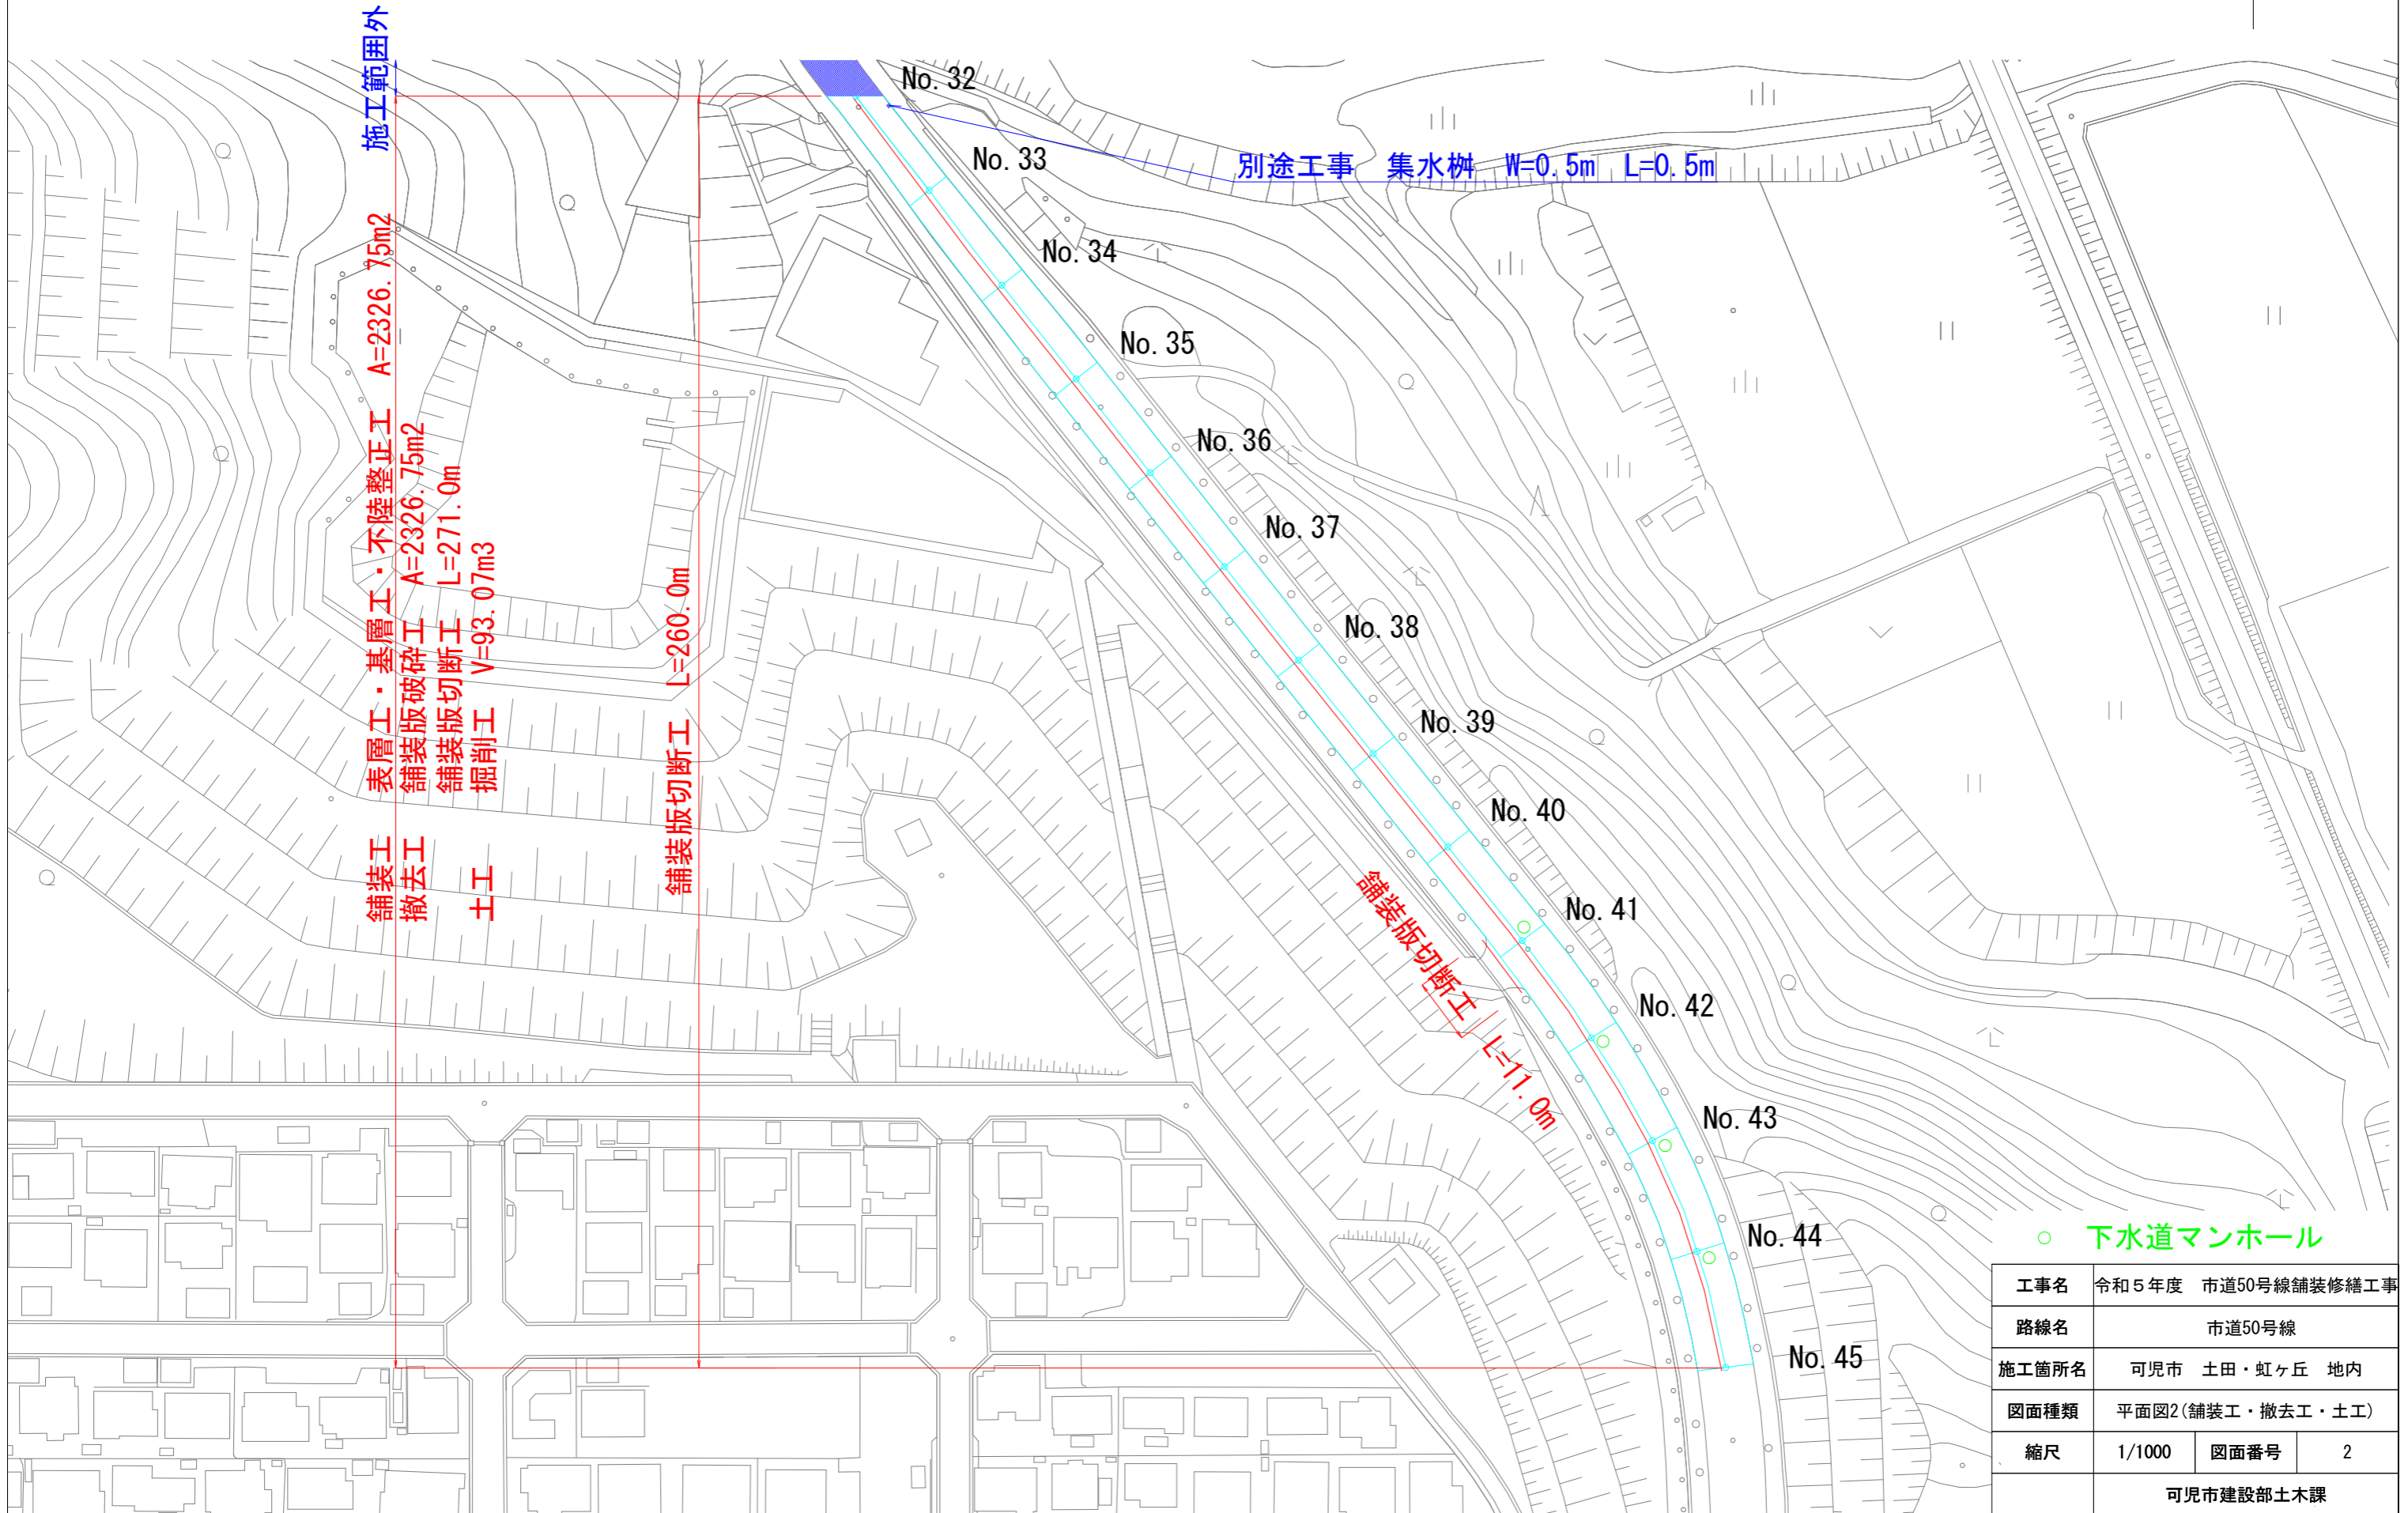 施工範囲外
別途工事　集水桝　W=0.5m　L=0.5m
No.32
No.33
No.34
No.35
No.36
No.37
No.38
No.39
No.40
No.41
No.42
No.43
No.44
No.45
舗装工　表層工・基層工・不陸整正工　A=2326.75m2
撤去工　舗装版破砕工　A=2326.75m2
舗装版切断工　L=271.0m
土工　掘削工　V=93.07m3
舗装版切断工　L=260.0m
舗装版切断工　L=11.0m
○　下水道マンホール
工事名　令和５年度　市道50号線舗装修繕工事
路線名　市道50号線
施工箇所名　可児市　土田・虹ヶ丘　地内
図面種類　平面図2(舗装工・撤去工・土工)
縮尺　1/1000　図面番号　2
可児市建設部土木課